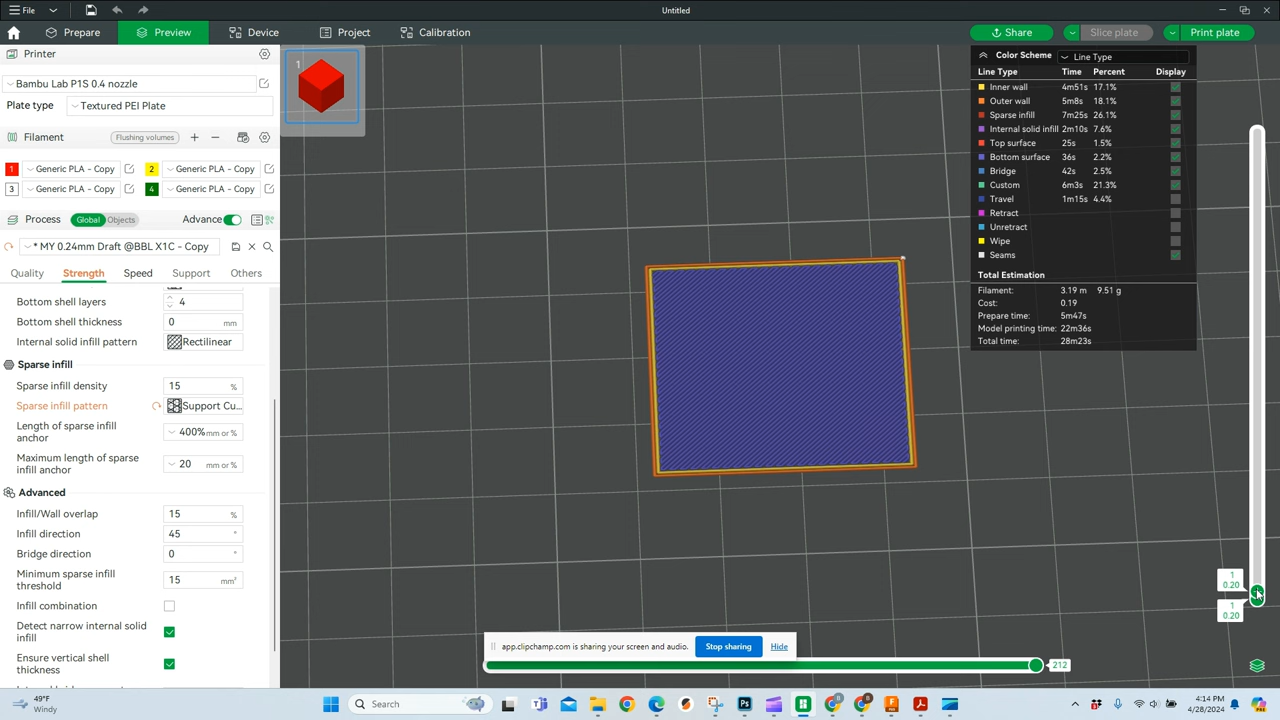 File
Untitled
Prepare
Preview
Device
Project
Calibration
Share
Slice plate
Print plate
Printer
Bambu Lab P1S 0.4 nozzle
Plate type
Textured PEI Plate
Filament
Flushing volumes
1 Generic PLA - Copy
2 Generic PLA - Copy
3 Generic PLA - Copy
4 Generic PLA - Copy
Process
Global
Objects
Advance
* MY 0.24mm Draft @BBL X1C - Copy
Quality
Strength
Speed
Support
Others
Bottom shell layers
4
Bottom shell thickness
0 mm
Internal solid infill pattern
Rectilinear
Sparse infill
Sparse infill density
15 %
Sparse infill pattern
Support Cu...
Length of sparse infill
anchor
400% mm or %
Maximum length of sparse
infill anchor
20 mm or %
Advanced
Infill/Wall overlap
15 %
Infill direction
45 °
Bridge direction
0 °
Minimum sparse infill
threshold
15 mm²
Infill combination
Detect narrow internal solid
infill
Ensure vertical shell
thickness
1
Color Scheme
Line Type
Line Type Time Percent Display
Inner wall 4m51s 17.1%
Outer wall 5m8s 18.1%
Sparse infill 7m25s 26.1%
Internal solid infill 2m10s 7.6%
Top surface 25s 1.5%
Bottom surface 36s 2.2%
Bridge 42s 2.5%
Custom 6m3s 21.3%
Travel 1m15s 4.4%
Retract
Unretract
Wipe
Seams
Total Estimation
Filament: 3.19 m 9.51 g
Cost: 0.19
Prepare time: 5m47s
Model printing time: 22m36s
Total time: 28m23s
1
0.20
1
0.20
app.clipchamp.com is sharing your screen and audio.
Stop sharing
Hide
212
49°F
Windy
Search
4:14 PM
4/28/2024